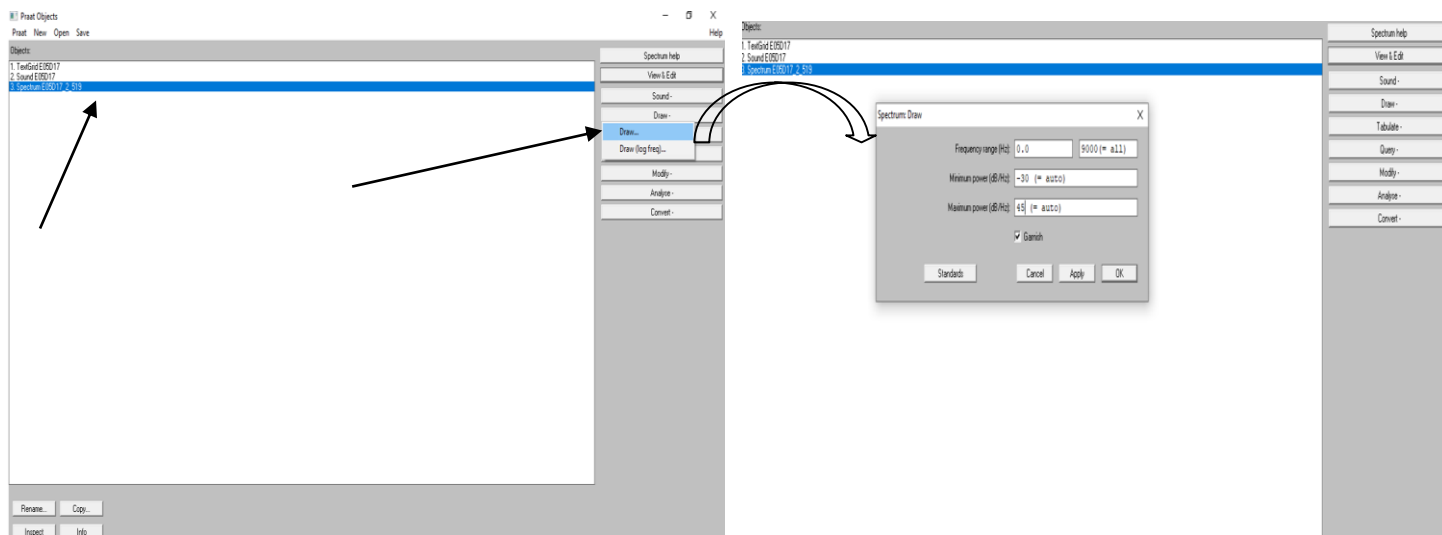 Praat Objects
Praat New Open Save Help
Objects:
1. TextGrid E05D17
2. Sound E05D17
3. Spectrum E05D17_2_519
Spectrum help
View & Edit
Sound -
Draw -
Draw...
Draw (log freq)...
Modify -
Analyse -
Convert -
Rename... Copy...
Inspect Info
Objects:
1. TextGrid E05D17
2. Sound E05D17
3. Spectrum E05D17_2_519
Spectrum help
View & Edit
Sound -
Draw -
Tabulate -
Query -
Modify -
Analyse -
Convert -
Spectrum: Draw
Frequency range (Hz): 0.0 9000(= all)
Minimum power (dB/Hz): -30 (= auto)
Maximum power (dB/Hz): 45 (= auto)
Garnish
Standards Cancel Apply OK